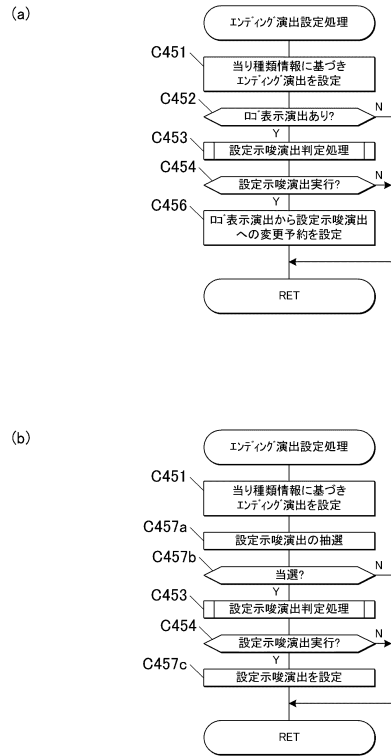 (a)
エンディング演出設定処理
C451
当り種類情報に基づき
エンディング演出を設定
C452
ロゴ表示演出あり?
N
Y
C453
設定示唆演出判定処理
C454
設定示唆演出実行?
N
Y
C456
ロゴ表示演出から設定示唆演出
への変更予約を設定
RET
(b)
エンディング演出設定処理
C451
当り種類情報に基づき
エンディング演出を設定
C457a
設定示唆演出の抽選
C457b
当選?
N
Y
C453
設定示唆演出判定処理
C454
設定示唆演出実行?
N
Y
C457c
設定示唆演出を設定
RET